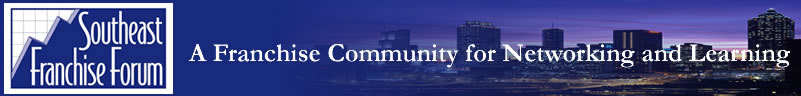 Southeast
Franchise Forum
A Franchise Community for Networking and Learning